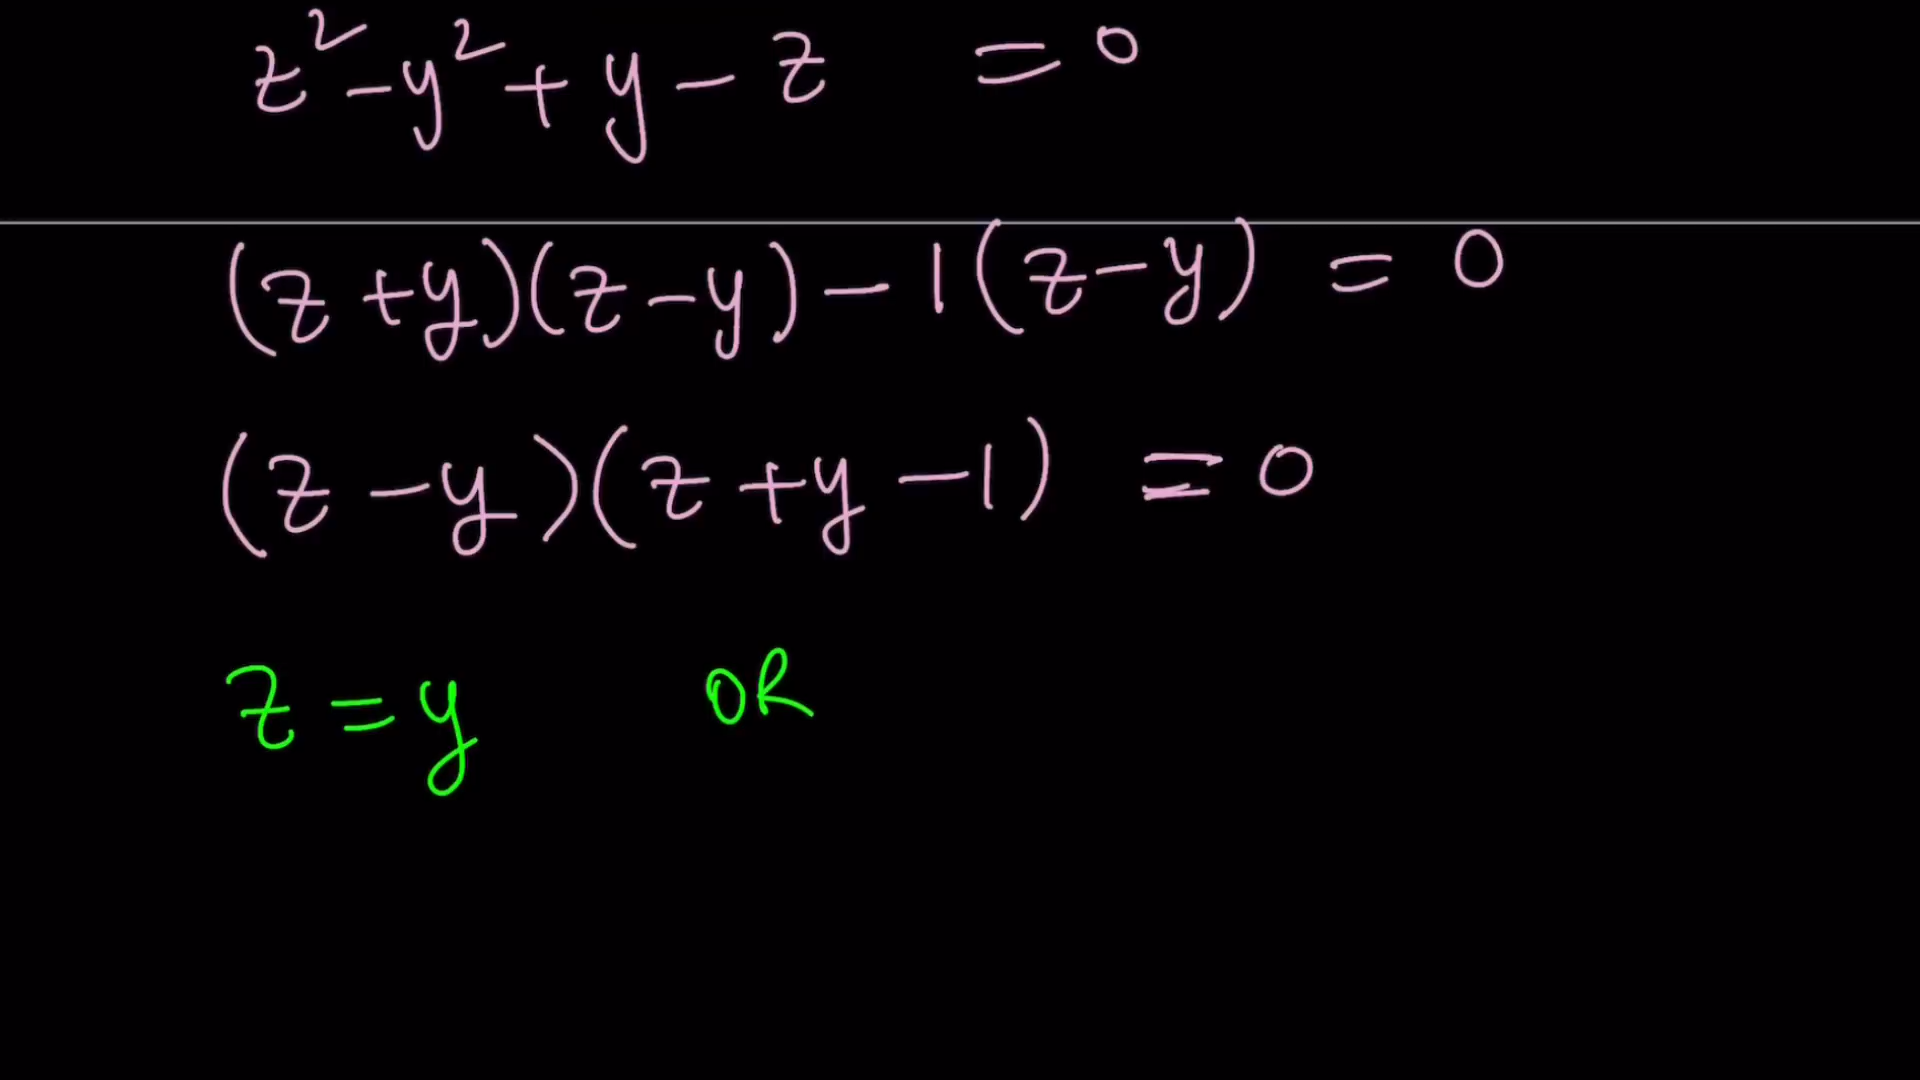 z² - y² + y - z = 0
(z + y)(z - y) - 1(z - y) = 0
(z - y)(z + y - 1) = 0
z = y OR